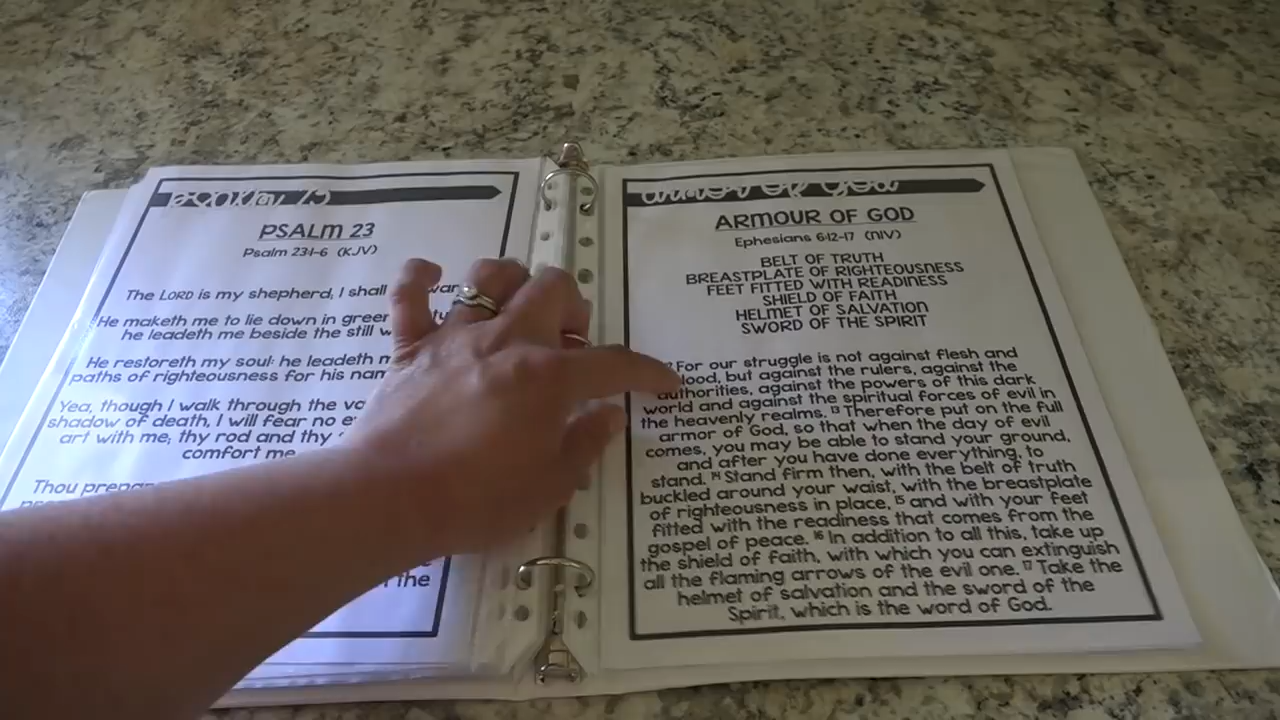 PSALM 23
Psalm 23:1-6 (KJV)
The LORD is my shepherd; I shall
He maketh me to lie down in green
he leadeth me beside the still
He restoreth my soul: he leadeth
paths of righteousness for his
Yea, though I walk through the
shadow of death, I will fear no
art with me; thy rod and thy
comfort me
Thou
the
armor of god
ARMOUR OF GOD
Ephesians 6:12-17 (NIV)
BELT OF TRUTH
BREASTPLATE OF RIGHTEOUSNESS
FEET FITTED WITH READINESS
SHIELD OF FAITH
HELMET OF SALVATION
SWORD OF THE SPIRIT
For our struggle is not against flesh and
lood, but against the rulers, against the
authorities, against the powers of this dark
world and against the spiritual forces of evil in
the heavenly realms. 13 Therefore put on the full
armor of God, so that when the day of evil
comes, you may be able to stand your ground,
and after you have done everything, to
stand. 14 Stand firm then, with the belt of truth
buckled around your waist, with the breastplate
of righteousness in place, 15 and with your feet
fitted with the readiness that comes from the
gospel of peace. 16 In addition to all this, take up
the shield of faith, with which you can extinguish
all the flaming arrows of the evil one. 17 Take the
helmet of salvation and the sword of the
Spirit, which is the word of God.